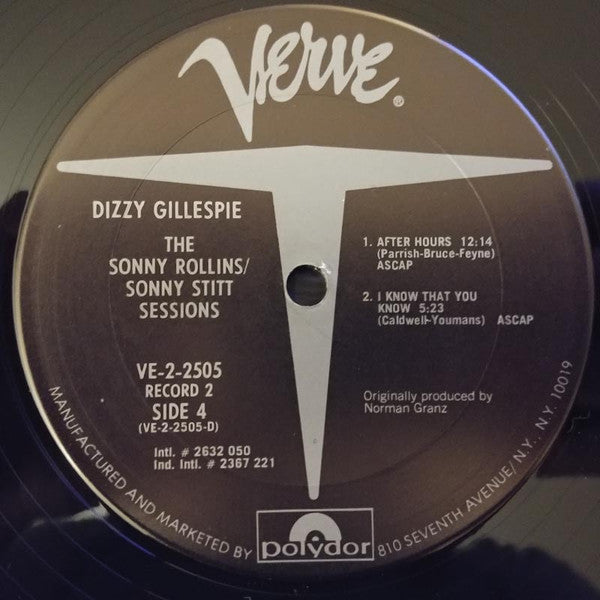 Verve®
DIZZY GILLESPIE
THE
SONNY ROLLINS/
SONNY STITT
SESSIONS
VE-2-2505
RECORD 2
SIDE 4
(VE-2-2505-D)
Intl. # 2632 050
Ind. Intl. # 2367 221
1. AFTER HOURS 12:14
(Parrish-Bruce-Feyne)
ASCAP
2. I KNOW THAT YOU
KNOW 5:23
(Caldwell-Youmans) ASCAP
Originally produced by
Norman Granz
MANUFACTURED AND MARKETED BY polydor 810 SEVENTH AVENUE/ N.Y., N.Y. 10019